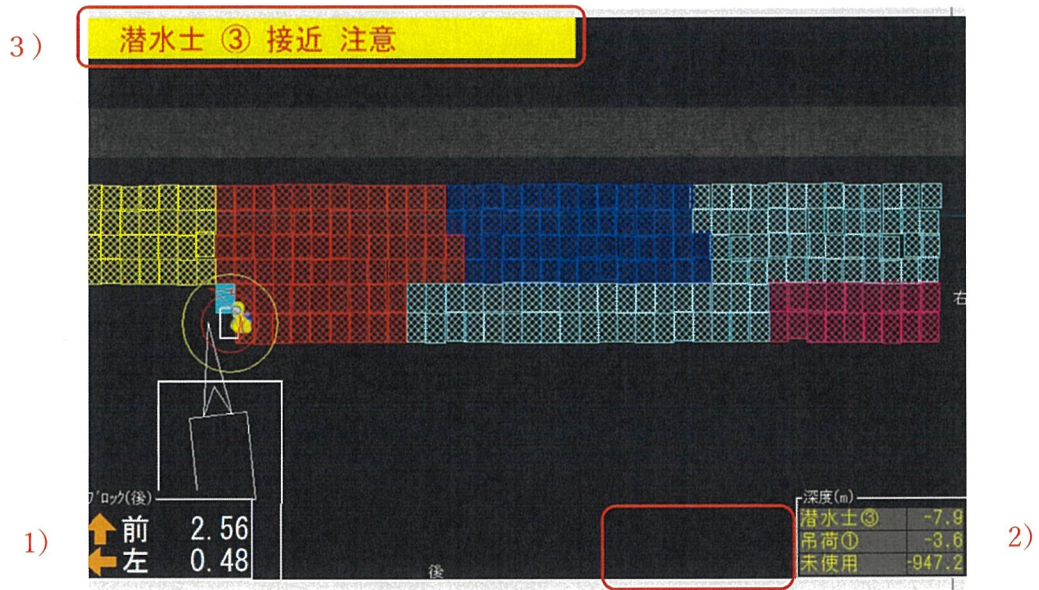 3)
潜水士 ③ 接近 注意
右
ブロック(後)
前 2.56
左 0.48
1)
後
深度(m)
潜水士③ -7.9
吊荷① -3.6
未使用 -947.2
2)